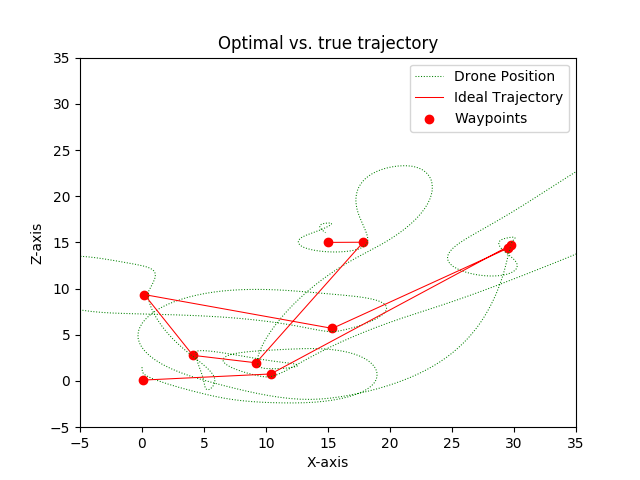 Optimal vs. true trajectory
Drone Position
Ideal Trajectory
Waypoints
35
30
25
20
15
10
5
0
−5
Z-axis
−5 0 5 10 15 20 25 30 35
X-axis